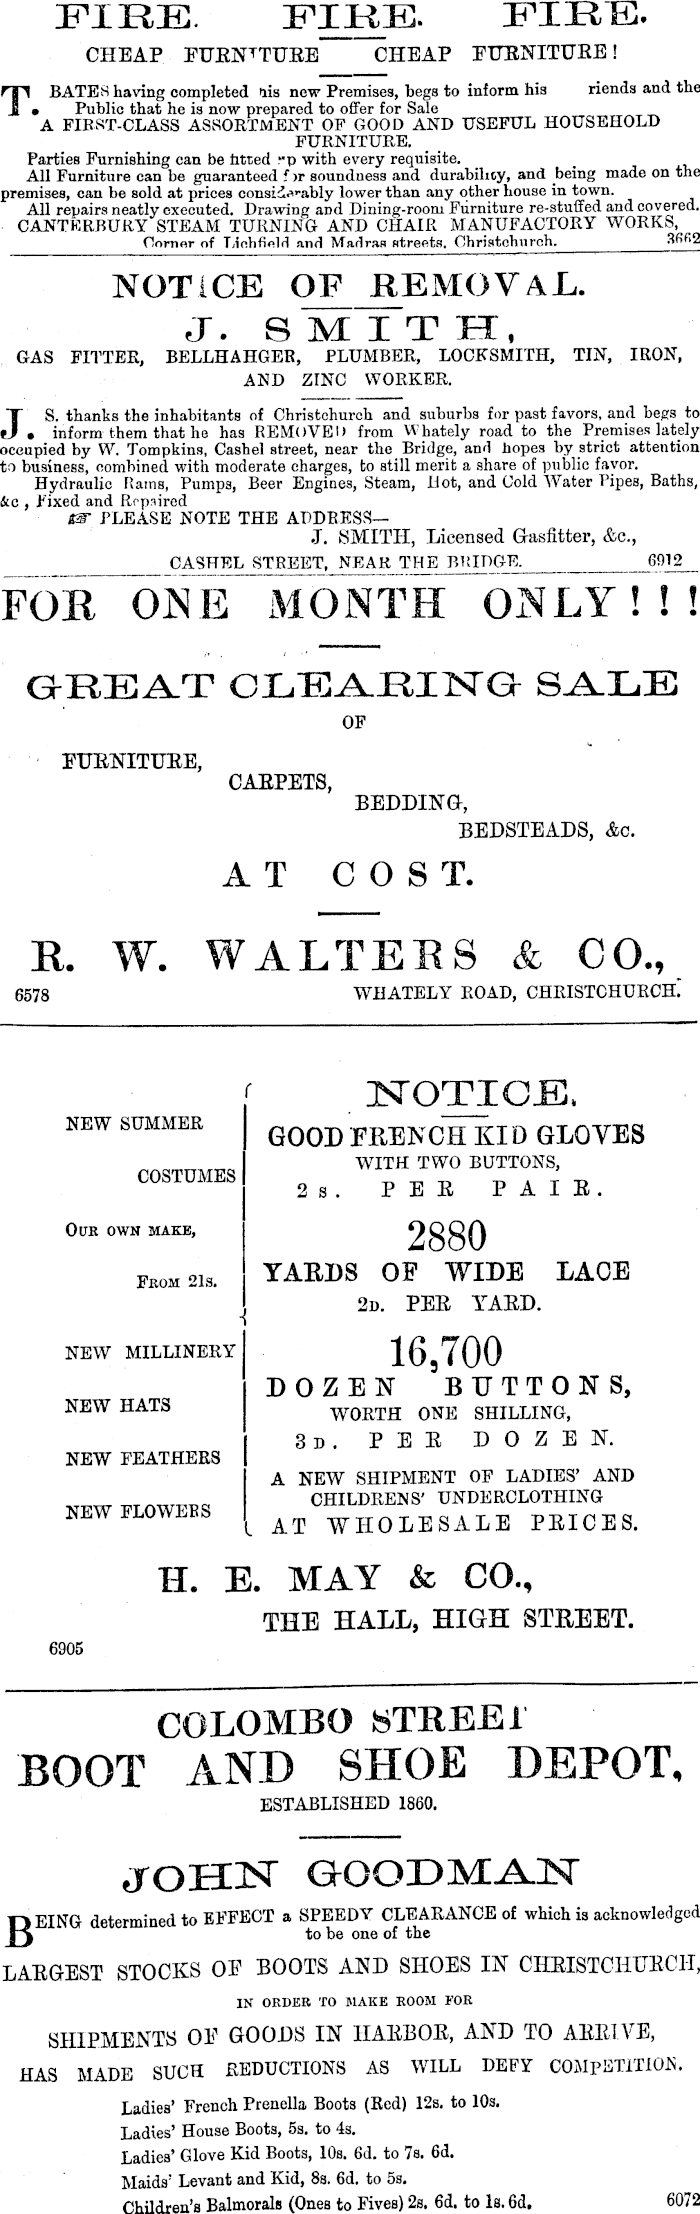 FIRE. FIRE. FIRE.
CHEAP FURNITURE CHEAP FURNITURE!
T. BATES having completed his new Premises, begs to inform his riends and the
Public that he is now prepared to offer for Sale
A FIRST-CLASS ASSORTMENT OF GOOD AND USEFUL HOUSEHOLD
FURNITURE.
Parties Furnishing can be fitted up with every requisite.
All Furniture can be guaranteed for soundness and durability, and being made on the
premises, can be sold at prices considerably lower than any other house in town.
All repairs neatly executed. Drawing and Dining-room Furniture re-stuffed and covered.
CANTERBURY STEAM TURNING AND CHAIR MANUFACTORY WORKS,
Corner of Lichfield and Madras streets, Christchurch. 3662
NOTICE OF REMOVAL.
J. SMITH,
GAS FITTER, BELLHAHGER, PLUMBER, LOCKSMITH, TIN, IRON,
AND ZINC WORKER.
J. S. thanks the inhabitants of Christchurch and suburbs for past favors, and begs to
inform them that he has REMOVED from Whately road to the Premises lately
occupied by W. Tompkins, Cashel street, near the Bridge, and hopes by strict attention
to business, combined with moderate charges, to still merit a share of public favor.
Hydraulic Rams, Pumps, Beer Engines, Steam, Hot, and Cold Water Pipes, Baths,
&c , Fixed and Repaired
☞ PLEASE NOTE THE ADDRESS—
J. SMITH, Licensed Gasfitter, &c.,
CASHEL STREET, NEAR THE BRIDGE. 6912
FOR ONE MONTH ONLY!!!
GREAT CLEARING SALE
OF
FURNITURE,
CARPETS,
BEDDING,
BEDSTEADS, &c.
AT COST.
R. W. WALTERS & CO.,
6578 WHATELY ROAD, CHRISTCHURCH.
NEW SUMMER
COSTUMES
OUR OWN MAKE,
FROM 21s.
NEW MILLINERY
NEW HATS
NEW FEATHERS
NEW FLOWERS
NOTICE.
GOOD FRENCH KID GLOVES
WITH TWO BUTTONS,
2s. PER PAIR.
2880
YARDS OF WIDE LACE
2D. PER YARD.
16,700
DOZEN BUTTONS,
WORTH ONE SHILLING,
3D. PER DOZEN.
A NEW SHIPMENT OF LADIES' AND
CHILDRENS' UNDERCLOTHING
AT WHOLESALE PRICES.
H. E. MAY & CO.,
THE HALL, HIGH STREET.
6905
COLOMBO STREET
BOOT AND SHOE DEPOT,
ESTABLISHED 1860.
JOHN GOODMAN
BEING determined to EFFECT a SPEEDY CLEARANCE of which is acknowledged
to be one of the
LARGEST STOCKS OF BOOTS AND SHOES IN CHRISTCHURCH,
IN ORDER TO MAKE ROOM FOR
SHIPMENTS OF GOODS IN HARBOR, AND TO ARRIVE,
HAS MADE SUCH REDUCTIONS AS WILL DEFY COMPETITION.
Ladies' French Prenella Boots (Red) 12s. to 10s.
Ladies' House Boots, 5s. to 4s.
Ladies' Glove Kid Boots, 10s. 6d. to 7s. 6d.
Maids' Levant and Kid, 8s. 6d. to 5s.
Children's Balmorals (Ones to Fives) 2s. 6d. to 1s. 6d. 6072